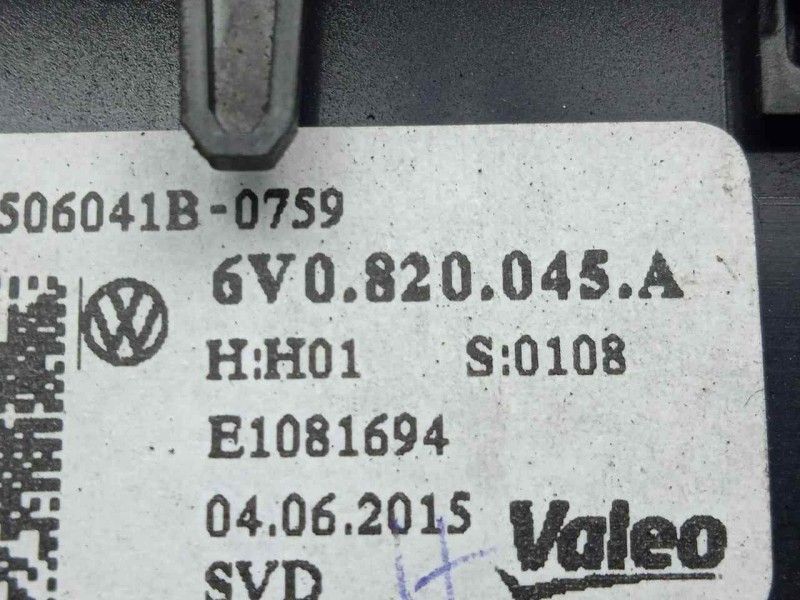 506041B-0759
6V0.820.045.A
H:H01 S:0108
E1081694
04.06.2015
SVD
Valeo
H